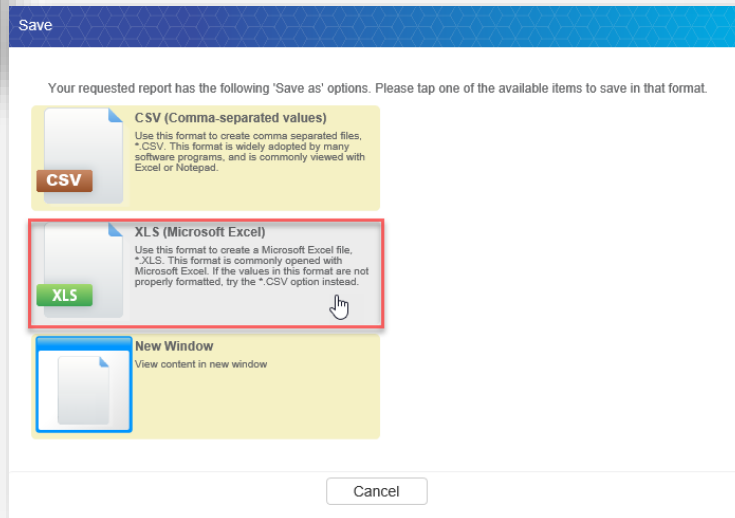 Save
Your requested report has the following 'Save as' options. Please tap one of the available items to save in that format.
CSV (Comma-separated values)
Use this format to create comma separated files,
*.CSV. This format is widely adopted by many
software programs, and is commonly viewed with
Excel or Notepad.
CSV
XLS (Microsoft Excel)
Use this format to create a Microsoft Excel file,
*.XLS. This format is commonly opened with
Microsoft Excel. If the values in this format are not
properly formatted, try the *.CSV option instead.
XLS
New Window
View content in new window
Cancel